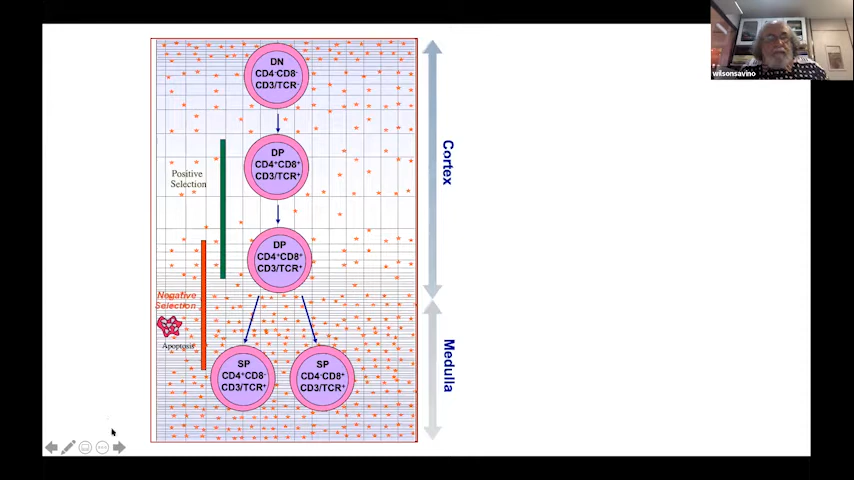 DN
CD4-CD8-
CD3/TCR-
DP
CD4+CD8+
CD3/TCR+
Positive
Selection
DP
CD4+CD8+
CD3/TCR+
Negative
Selection
Apoptosis
SP
CD4+CD8-
CD3/TCR+
SP
CD4-CD8+
CD3/TCR+
Cortex
Medulla
wilsonsavino